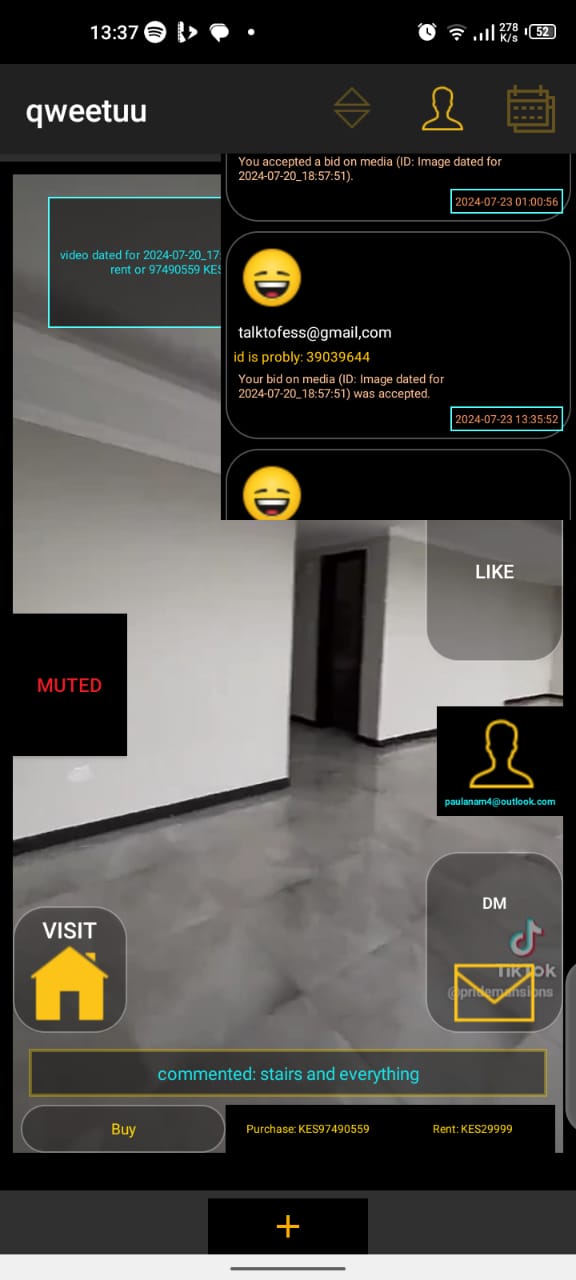 13:37
278
K/s
52
qweetuu
You accepted a bid on media (ID: Image dated for
2024-07-20_18:57:51).
2024-07-23 01:00:56
video dated for 2024-07-20_17:
rent or 97490559 KES
talktofess@gmail,com
id is probly: 39039644
Your bid on media (ID: Image dated for
2024-07-20_18:57:51) was accepted.
2024-07-23 13:35:52
LIKE
MUTED
paulanam4@outlook.com
VISIT
DM
TikTok
@pridemansions
commented: stairs and everything
Buy
Purchase: KES97490559
Rent: KES29999
+